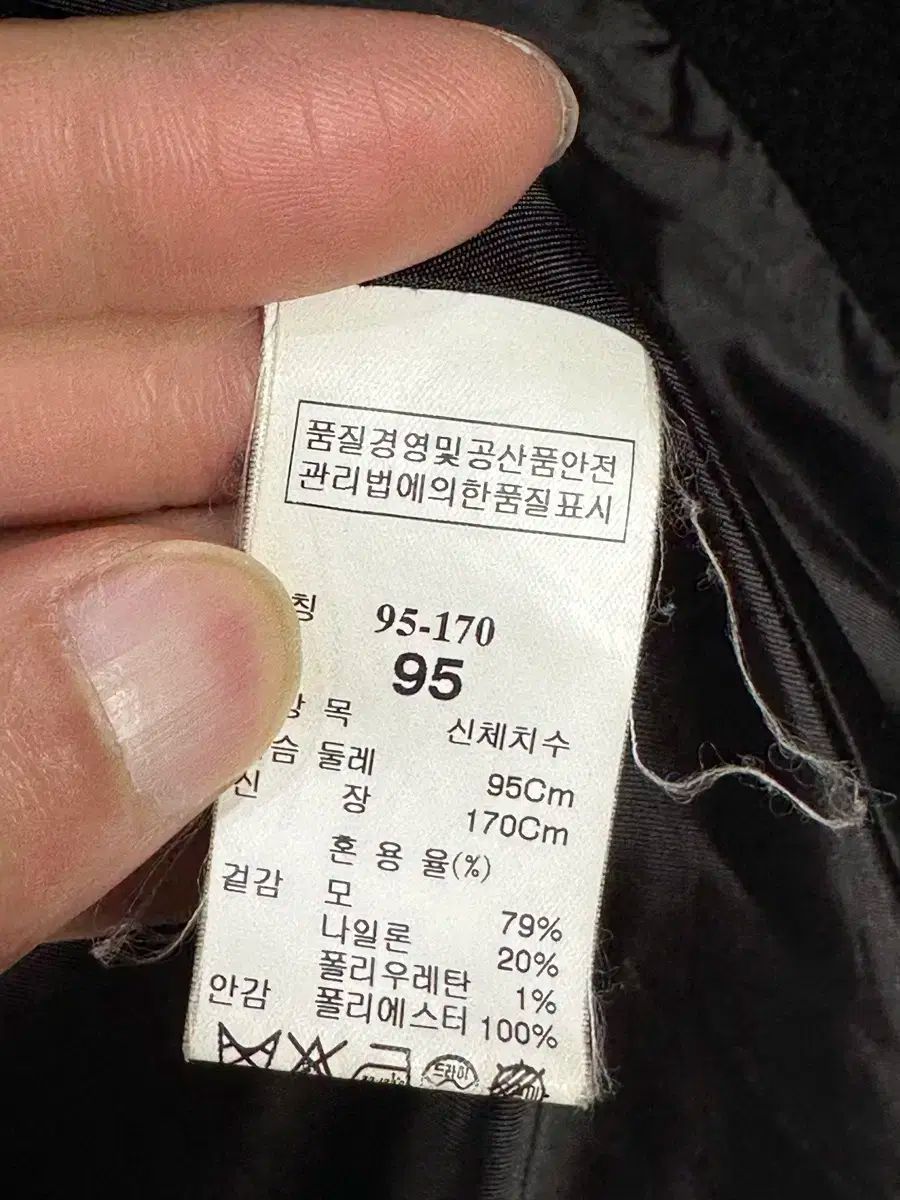 품질경영및공산품안전
관리법에의한품질표시
칭 95-170
95
항 목 신체치수
슴 둘레 95Cm
신 장 170Cm
혼 용 율(%)
겉감 모 79%
나일론 20%
폴리우레탄 1%
안감 폴리에스터 100%
드라이